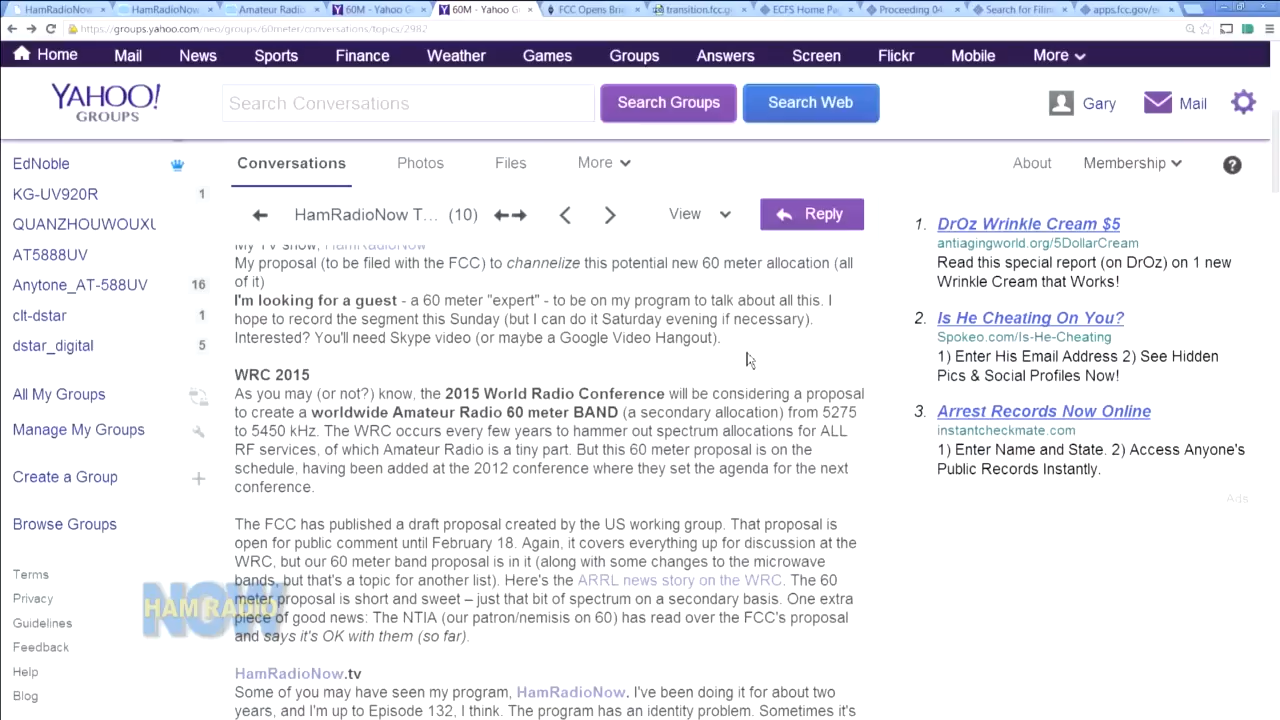 HamRadioNow
HamRadioNow
Amateur Radio
60M - Yahoo G
60M - Yahoo G
FCC Opens Brie
transition.fcc.g
ECFS Home Pa
Proceeding 04
Search for Filin
apps.fcc.gov/e
https://groups.yahoo.com/neo/groups/60meter/conversations/topics/2982
Home Mail News Sports Finance Weather Games Groups Answers Screen Flickr Mobile More
YAHOO!
GROUPS
Search Conversations
Search Groups
Search Web
Gary
Mail
EdNoble
KG-UV920R 1
QUANZHOUWOUXU
AT5888UV
Anytone_AT-588UV 16
clt-dstar 1
dstar_digital 5
All My Groups
Manage My Groups
Create a Group
Browse Groups
Terms
Privacy
Guidelines
Feedback
Help
Blog
Conversations Photos Files More
About Membership ?
HamRadioNow T... (10)
View
Reply
My TV show, HamRadioNow
My proposal (to be filed with the FCC) to channelize this potential new 60 meter allocation (all
of it)
I'm looking for a guest - a 60 meter "expert" - to be on my program to talk about all this. I
hope to record the segment this Sunday (but I can do it Saturday evening if necessary).
Interested? You'll need Skype video (or maybe a Google Video Hangout).
WRC 2015
As you may (or not?) know, the 2015 World Radio Conference will be considering a proposal
to create a worldwide Amateur Radio 60 meter BAND (a secondary allocation) from 5275
to 5450 kHz. The WRC occurs every few years to hammer out spectrum allocations for ALL
RF services, of which Amateur Radio is a tiny part. But this 60 meter proposal is on the
schedule, having been added at the 2012 conference where they set the agenda for the next
conference.
The FCC has published a draft proposal created by the US working group. That proposal is
open for public comment until February 18. Again, it covers everything up for discussion at the
WRC, but our 60 meter band proposal is in it (along with some changes to the microwave
bands, but that's a topic for another list). Here's the ARRL news story on the WRC. The 60
meter proposal is short and sweet – just that bit of spectrum on a secondary basis. One extra
piece of good news: The NTIA (our patron/nemisis on 60) has read over the FCC's proposal
and says it's OK with them (so far).
HamRadioNow.tv
Some of you may have seen my program, HamRadioNow. I've been doing it for about two
years, and I'm up to Episode 132, I think. The program has an identity problem. Sometimes it's
1. DrOz Wrinkle Cream $5
antiagingworld.org/5DollarCream
Read this special report (on DrOz) on 1 new
Wrinkle Cream that Works!
2. Is He Cheating On You?
Spokeo.com/Is-He-Cheating
1) Enter His Email Address 2) See Hidden
Pics & Social Profiles Now!
3. Arrest Records Now Online
instantcheckmate.com
1) Enter Name and State. 2) Access Anyone's
Public Records Instantly.
Ads
HAM RADIO
NOW